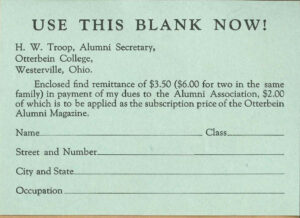 USE THIS BLANK NOW!
H. W. Troop, Alumni Secretary,
Otterbein College,
Westerville, Ohio.
Enclosed find remittance of $3.50 ($6.00 for two in the same
family) in payment of my dues to the Alumni Association, $2.00
of which is to be applied as the subscription price of the Otterbein
Alumni Magazine.
Name Class
Street and Number
City and State
Occupation